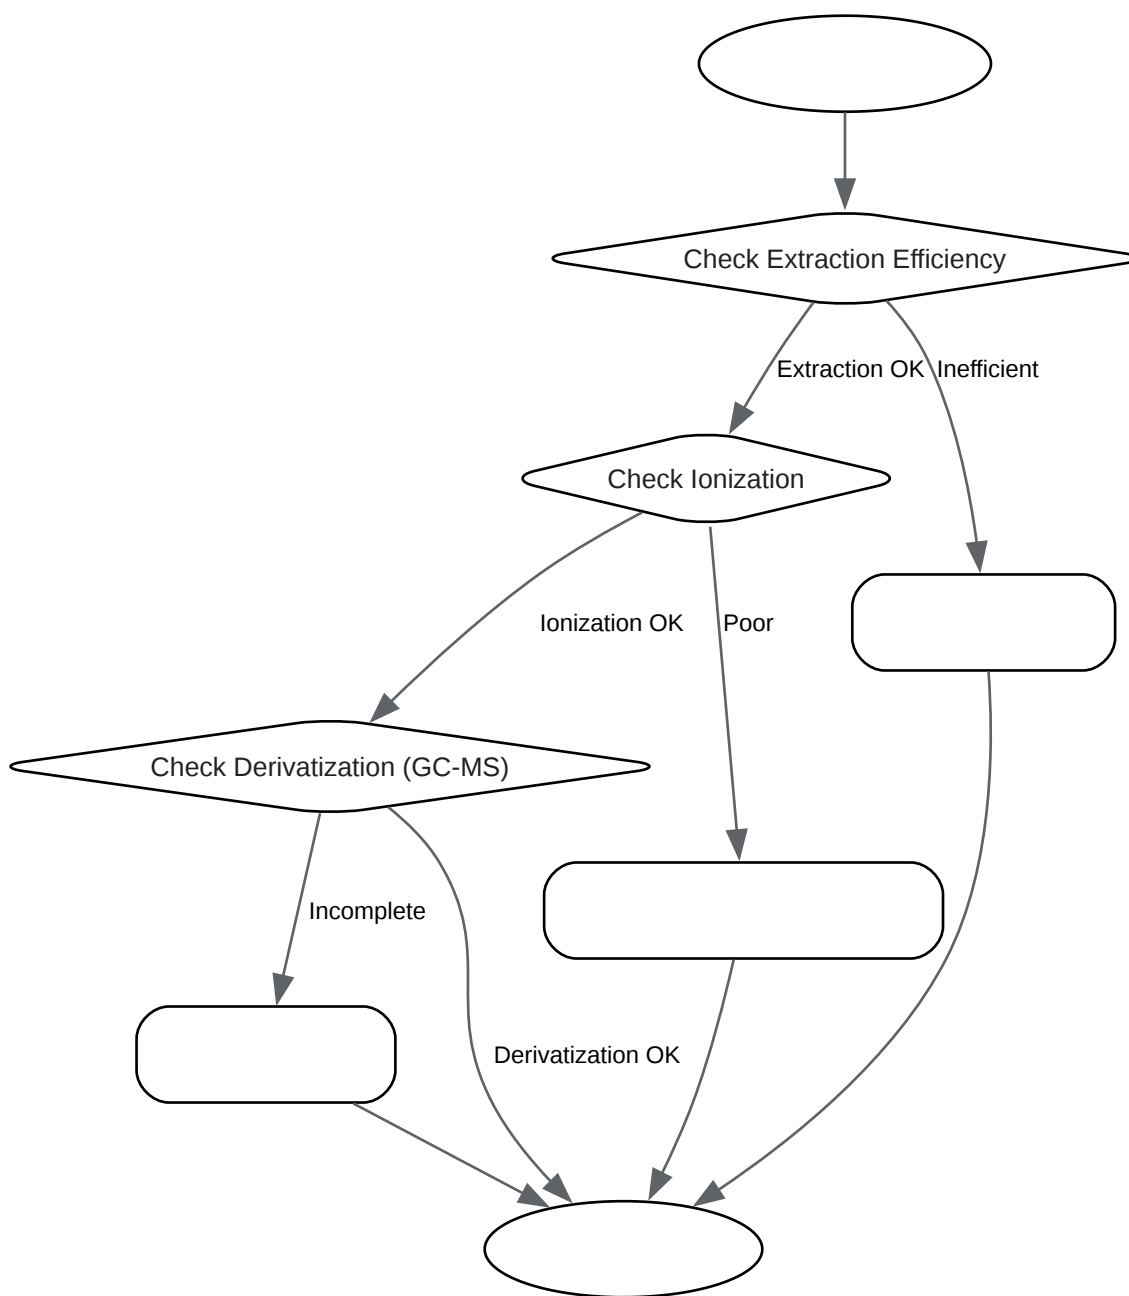 Check Extraction Efficiency
Extraction OK
Inefficient
Check Ionization
Ionization OK
Poor
Check Derivatization (GC-MS)
Incomplete
Derivatization OK